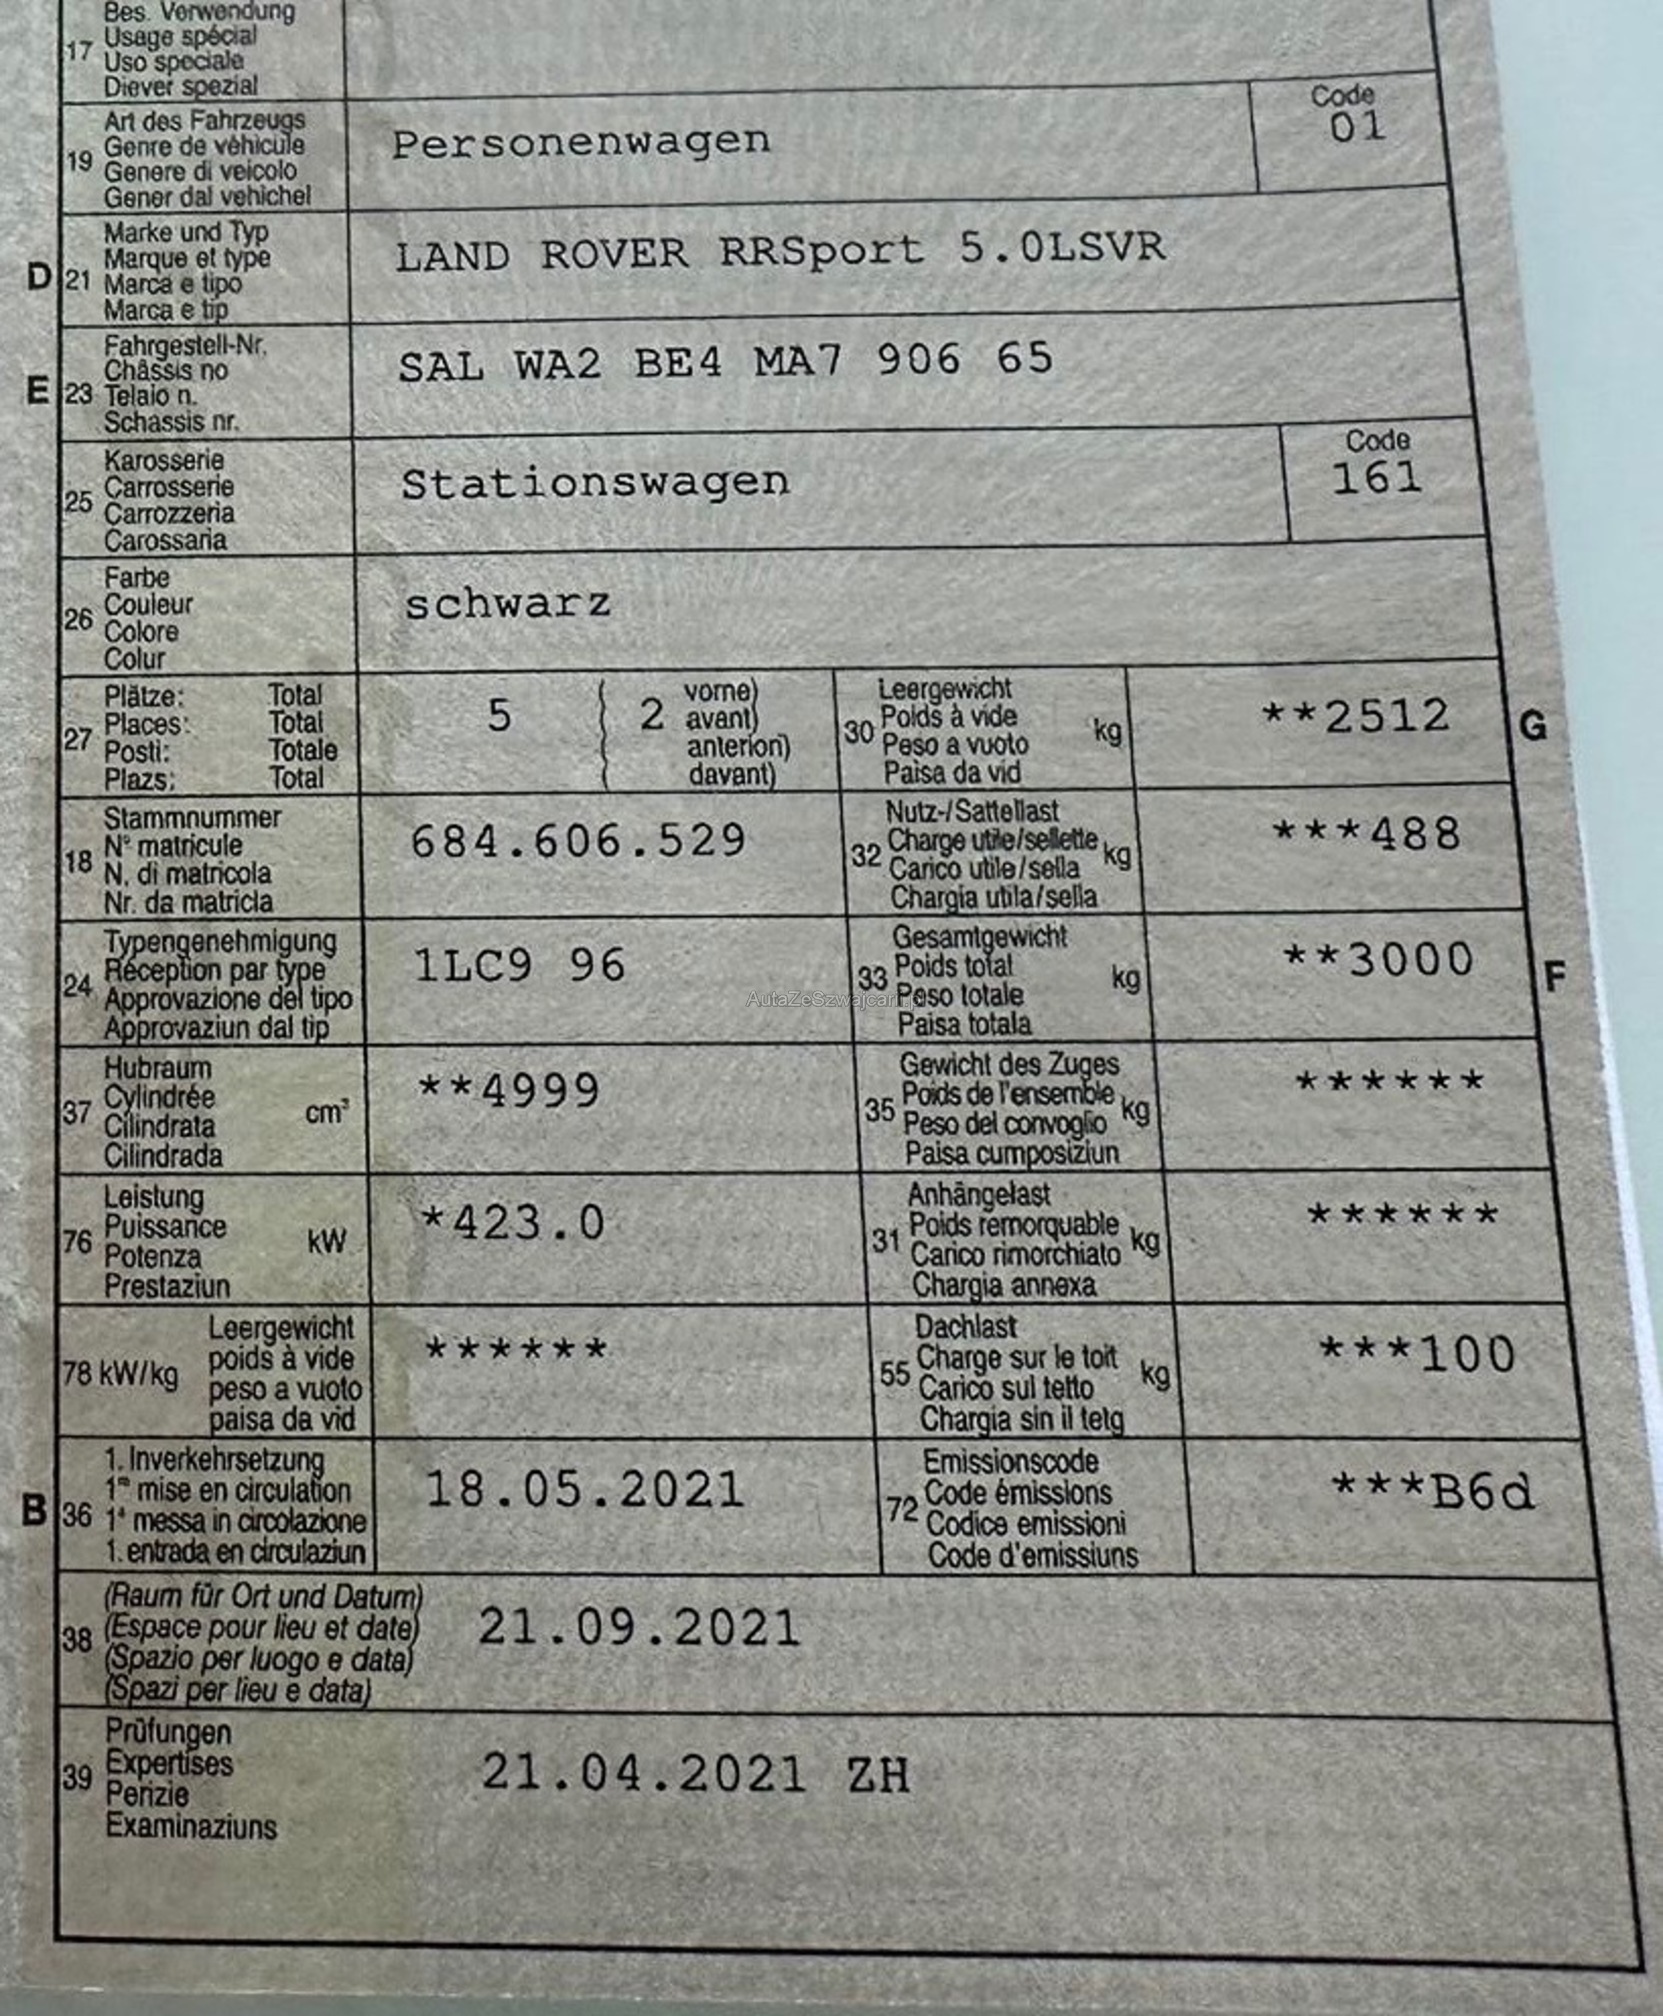 Bes. Verwendung
17 Usage spécial
Uso speciale
Diever spezial
Art des Fahrzeugs
19 Genre de véhicule
Genere di veicolo
Gener dal vehichel
Personenwagen
Code
01
Marke und Typ
D 21 Marque et type
Marca e tipo
Marca e tip
LAND ROVER RRSport 5.0LSVR
Fahrgestell-Nr.
Châssis no
E 23 Telaio n.
Schassis nr.
SAL WA2 BE4 MA7 906 65
Karosserie
25 Carrosserie
Carrozzeria
Carossaria
Stationswagen
Code
161
Farbe
26 Couleur
Colore
Colur
schwarz
Plätze: Total
27 Places: Total
Posti: Totale
Plazs: Total
5 2 vorne)
avant)
anteriori)
davant)
Leergewicht
30 Poids à vide kg
Peso a vuoto
Paisa da vid
**2512 G
Stammnummer
18 N° matricule
N. di matricola
Nr. da matricla
684.606.529
Nutz-/Sattellast
32 Charge utile/sellette kg
Carico utile/sella
Chargia utila/sella
***488
Typengenehmigung
24 Réception par type
Approvazione del tipo
Approvaziun dal tip
1LC9 96
Gesamtgewicht
33 Poids total kg
Peso totale
Paisa totala
**3000 F
AutaZeSzwajcarii.pl
Hubraum
37 Cylindrée cm³
Cilindrata
Cilindrada
**4999
Gewicht des Zuges
35 Poids de l'ensemble kg
Peso del convoglio
Paisa cumposiziun
******
Leistung
76 Puissance kW
Potenza
Prestaziun
*423.0
Anhängelast
31 Poids remorquable kg
Carico rimorchiato
Chargia annexa
******
Leergewicht
78 kW/kg poids à vide
peso a vuoto
paisa da vid
******
Dachlast
55 Charge sur le toit kg
Carico sul tetto
Chargia sin il tetg
***100
1. Inverkehrsetzung
B 36 1re mise en circulation
1a messa in circolazione
1. entrada en circulaziun
18.05.2021
Emissionscode
72 Code émissions
Codice emissioni
Code d'emissiuns
***B6d
(Raum für Ort und Datum)
38 (Espace pour lieu et date)
(Spazio per luogo e data)
(Spazi per lieu e data)
21.09.2021
Prüfungen
39 Expertises
Perizie
Examinaziuns
21.04.2021 ZH